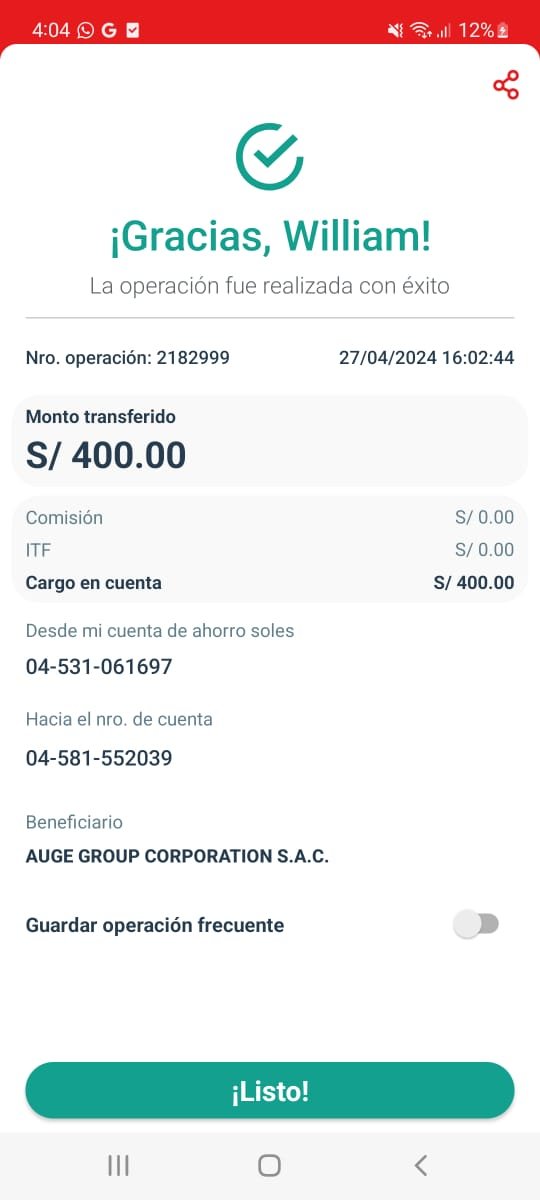 4:04 G 12%
¡Gracias, William!
La operación fue realizada con éxito
Nro. operación: 2182999 27/04/2024 16:02:44
Monto transferido
S/ 400.00
Comisión S/ 0.00
ITF S/ 0.00
Cargo en cuenta S/ 400.00
Desde mi cuenta de ahorro soles
04-531-061697
Hacia el nro. de cuenta
04-581-552039
Beneficiario
AUGE GROUP CORPORATION S.A.C.
Guardar operación frecuente
¡Listo!